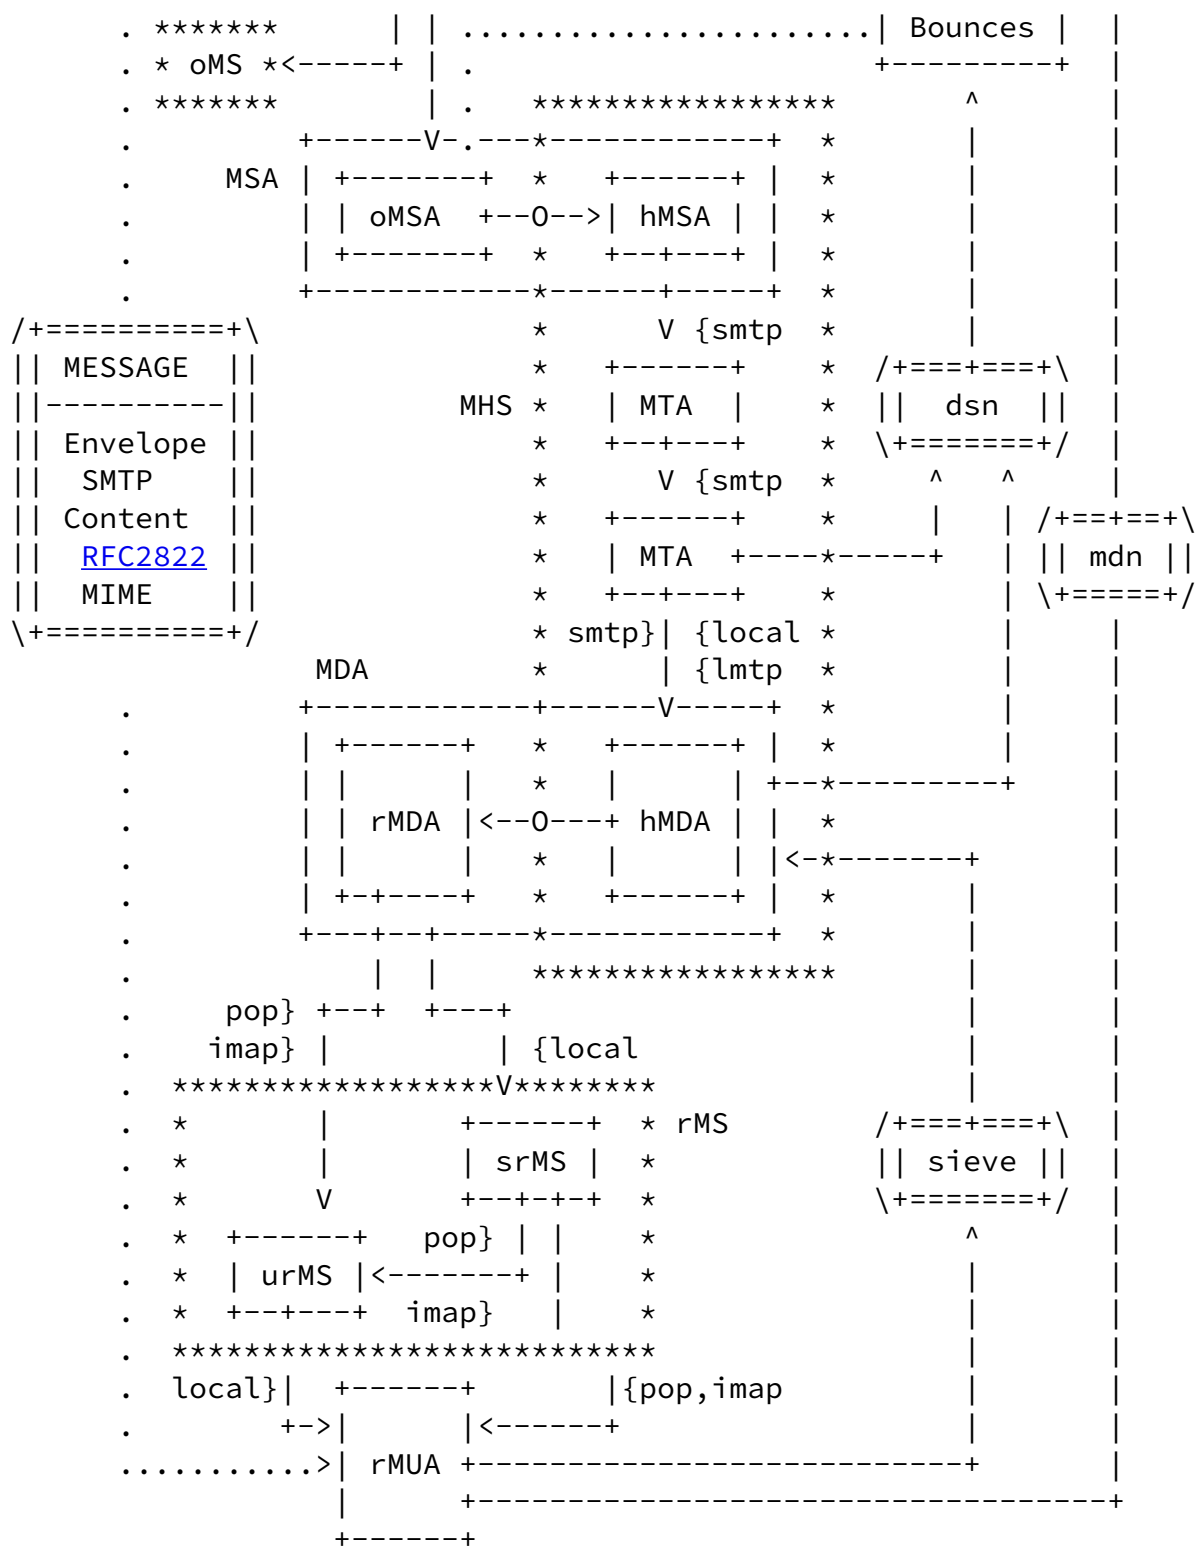 . ******* | | .......................| Bounces | |
. * oMS *<-----+ | . +---------+ |
. ******* | . ***************** ^ |
. +------V-.---*------------+ * | |
. MSA | +-------+ * +------+ | * | |
. | | oMSA +--O-->| hMSA | | * | |
. | +-------+ * +--+---+ | * | |
. +------------*------+-----+ * | |
/+==========+\ * V {smtp * | |
|| MESSAGE || * +------+ * /+===+===+\ |
||----------|| MHS * | MTA | * || dsn || |
|| Envelope || * +--+---+ * \+=======+/ |
|| SMTP || * V {smtp * ^ ^ |
|| Content || * +------+ * | | /+==+==+\
|| RFC2822 || * | MTA +----*-----+ | || mdn ||
|| MIME || * +--+---+ * | \+=====+/
\+==========+/ * smtp}| {local * | |
MDA * | {lmtp * | |
. +------------+------V-----+ * | |
. | +------+ * +------+ | * | |
. | | | * | | +--*---------+ |
. | | rMDA |<--O---+ hMDA | | * |
. | | | * | | |<-*-------+ |
. | +-+----+ * +------+ | * | |
. +---+--+-----*------------+ * | |
. | | ***************** | |
. pop} +--+ +---+ | |
. imap} | | {local | |
. ******************V******** | |
. * | +------+ * rMS /+===+===+\ |
. * | | srMS | * || sieve || |
. * V +--+-+-+ * \+=======+/ |
. * +------+ pop} | | * ^ |
. * | urMS |<-------+ | * | |
. * +--+---+ imap} | * | |
. *************************** | |
. local}| +------+ |{pop,imap | |
. +->| |<------+ | |
...........>| rMUA +---------------------------+ |
| +-----------------------------------+
+------+